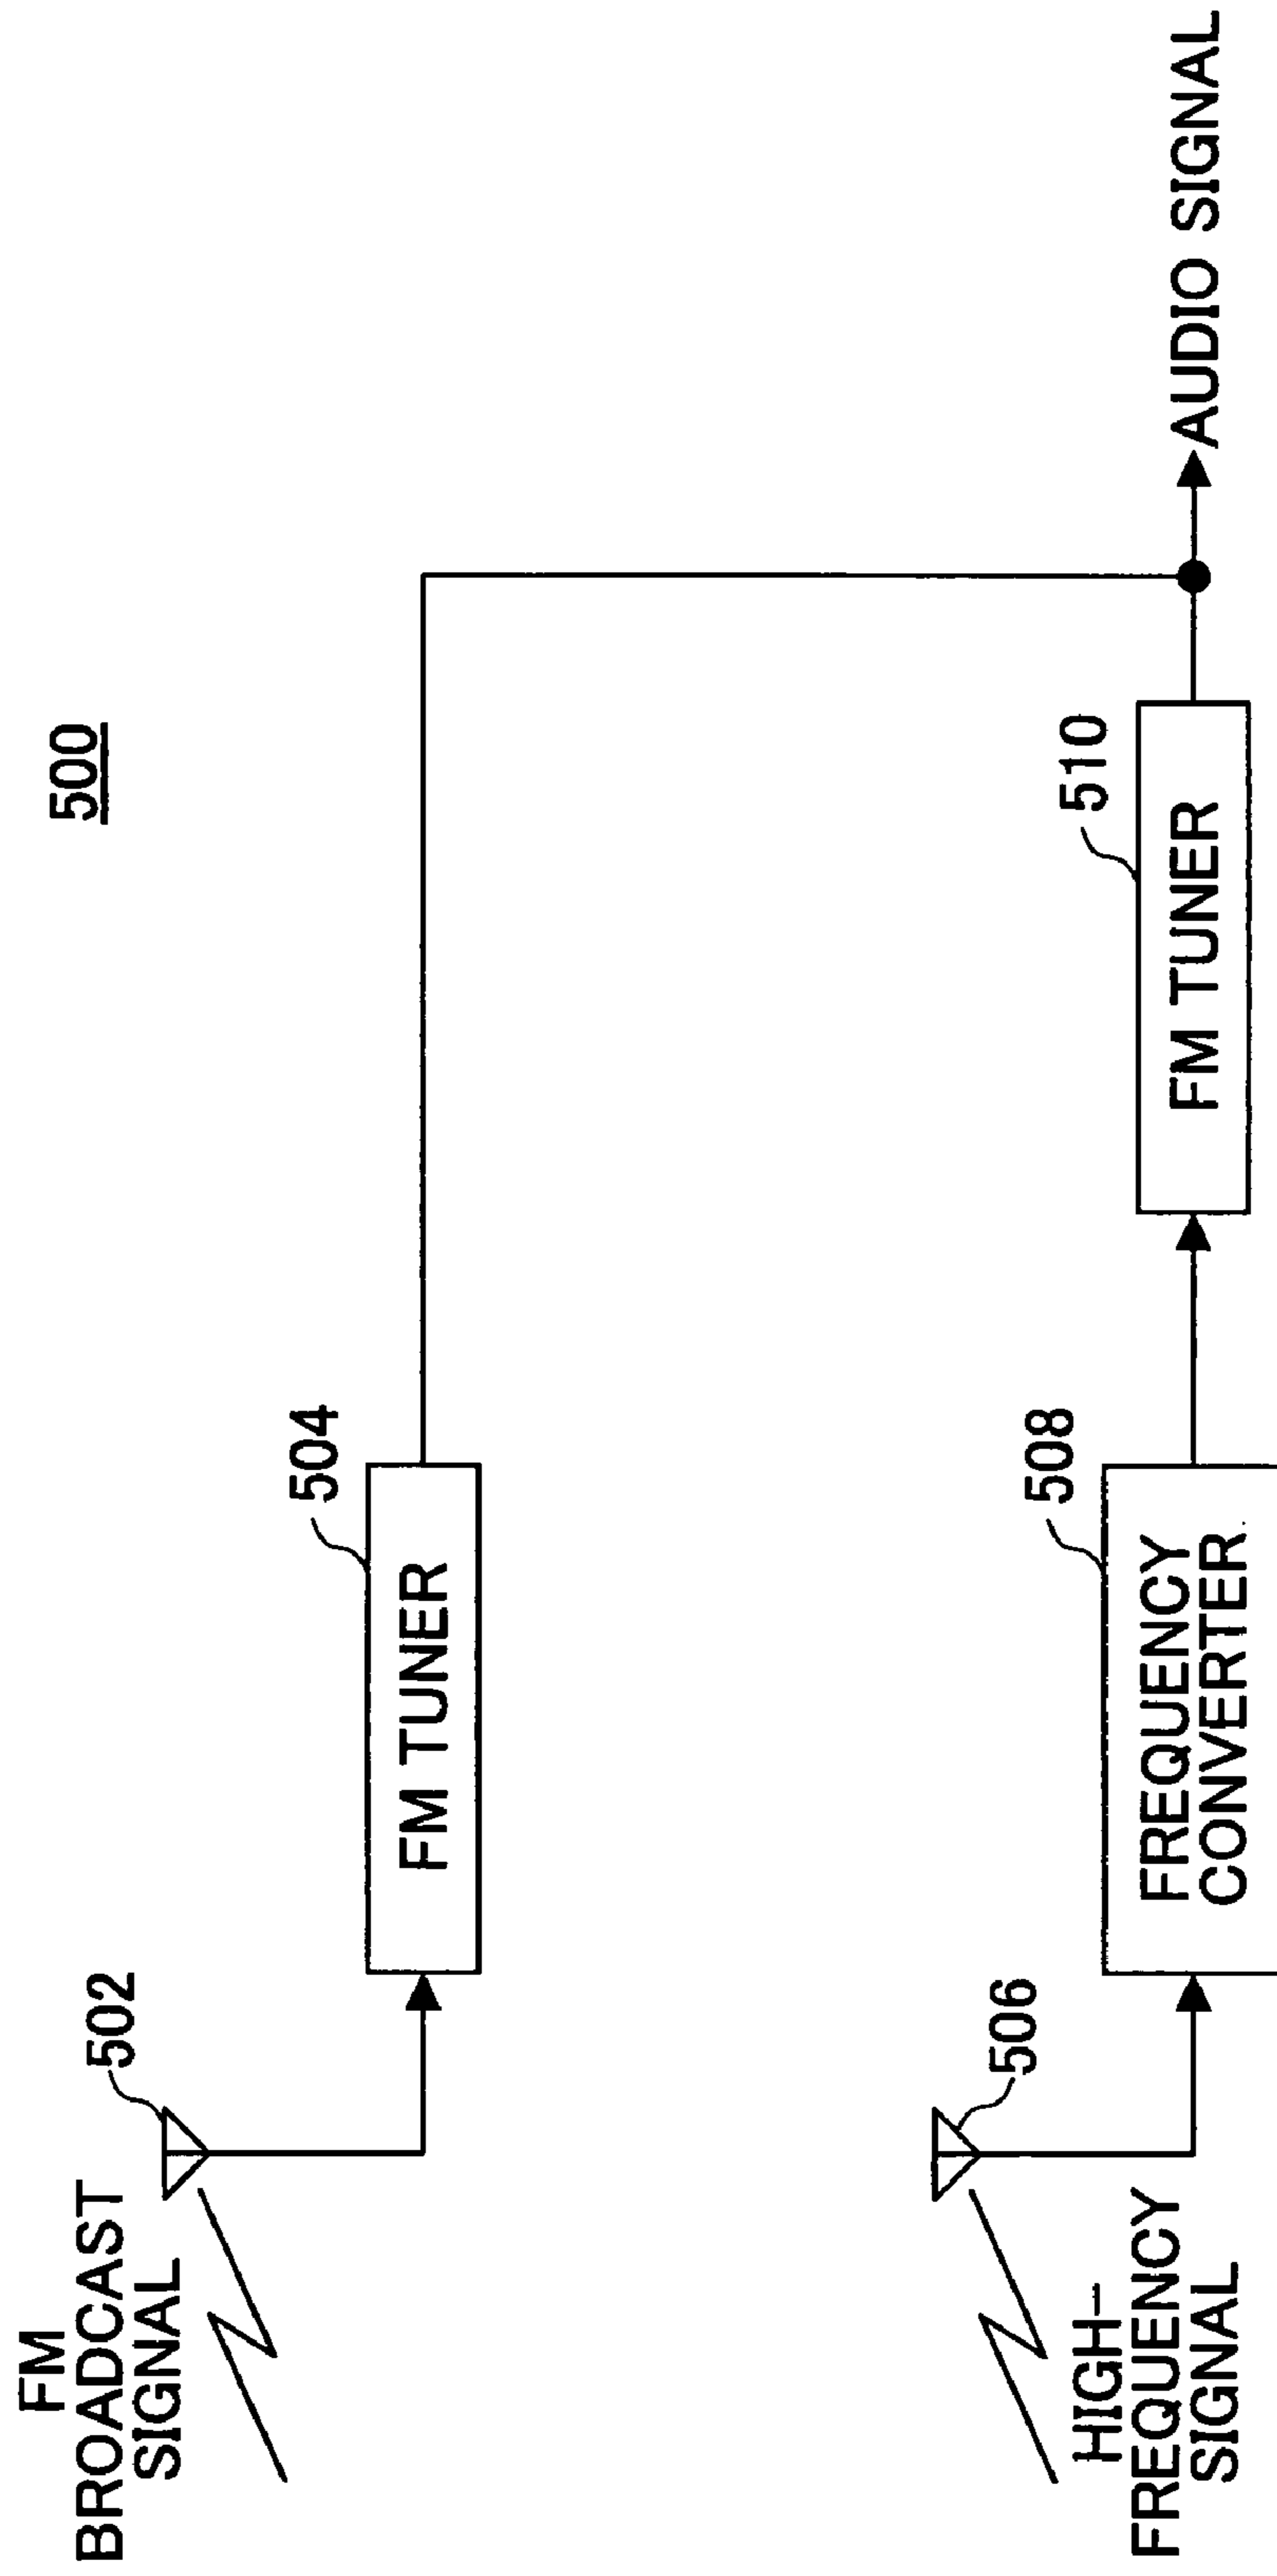 500
FM
BROADCAST
SIGNAL
502
504
FM TUNER
HIGH-
FREQUENCY
SIGNAL
506
508
FREQUENCY
CONVERTER
510
FM TUNER
AUDIO SIGNAL